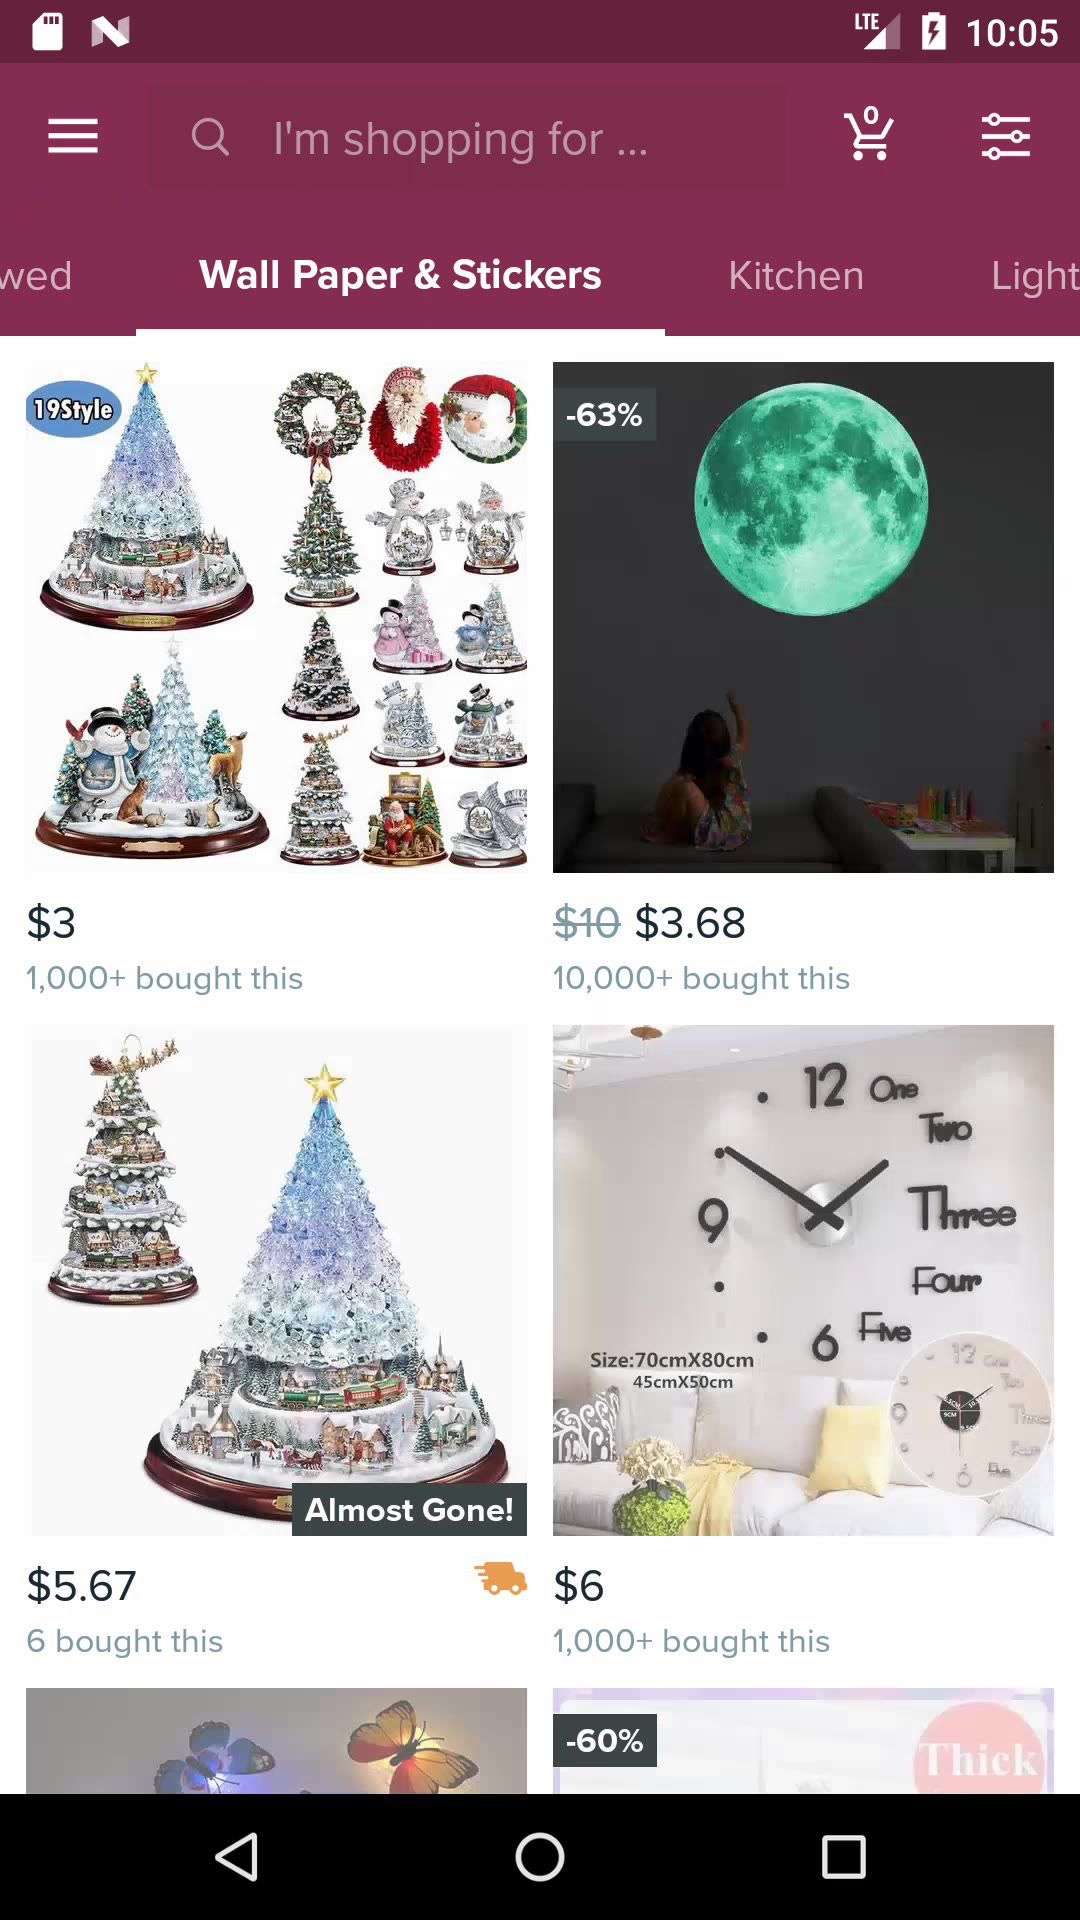 LTE 10:05
I'm shopping for ...
0
wed
Wall Paper & Stickers
Kitchen
Light
19Style
-63%
$3
1,000+ bought this
$10 $3.68
10,000+ bought this
Almost Gone!
$5.67
6 bought this
12 One
Two
Three
9
Four
Five
6
Size:70cmX80cm
45cmX50cm
12
9
$6
1,000+ bought this
-60%
Thick